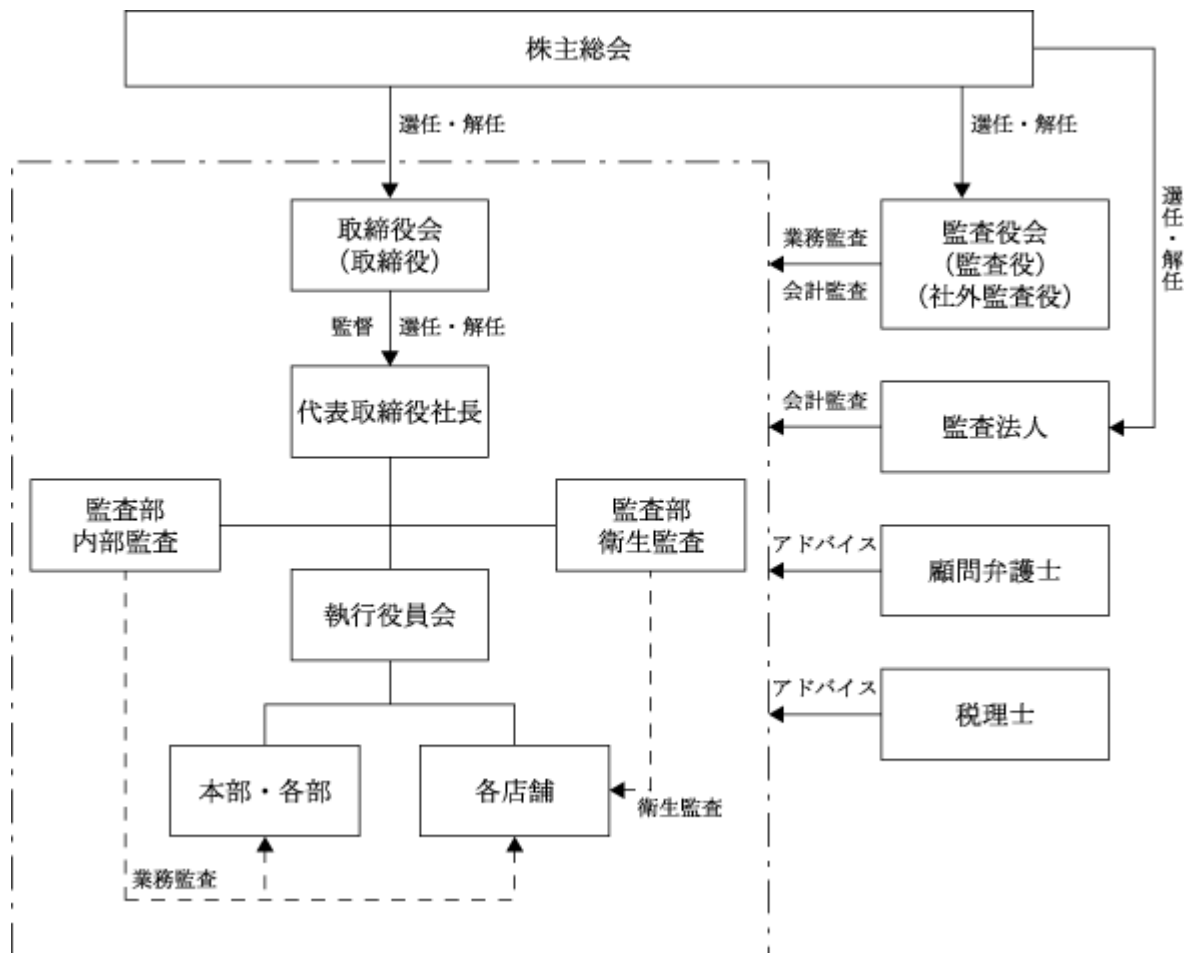 株主総会
選任・解任
選任・解任
選任・解任
取締役会
（取締役）
業務監査
会計監査
監査役会
（監査役）
（社外監査役）
監督
選任・解任
代表取締役社長
会計監査
監査法人
監査部
内部監査
監査部
衛生監査
アドバイス
顧問弁護士
執行役員会
アドバイス
税理士
本部・各部
各店舗
衛生監査
業務監査